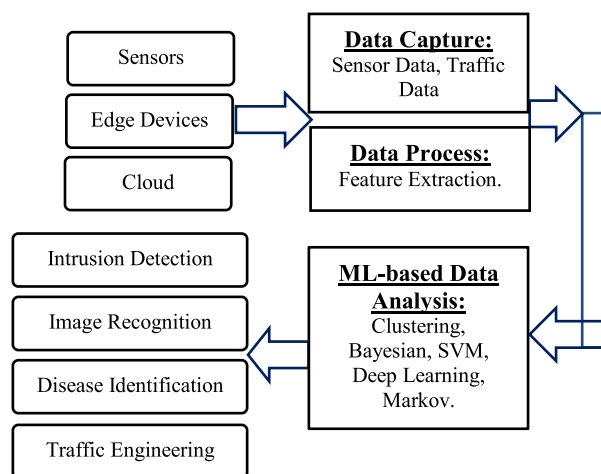 Sensors
Edge Devices
Cloud
Data Capture:
Sensor Data, Traffic
Data
Data Process:
Feature Extraction.
ML-based Data
Analysis:
Clustering,
Bayesian, SVM,
Deep Learning,
Markov.
Intrusion Detection
Image Recognition
Disease Identification
Traffic Engineering